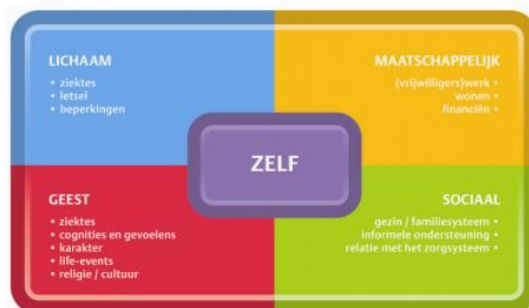 LICHAAM
• ziektes
• letsel
• beperkingen
MAATSCHAPPELIJK
(vrijwilligers)werk •
wonen •
financiën •
ZELF
GEEST
• ziektes
• cognities en gevoelens
• karakter
• life-events
• religie / cultuur
SOCIAAL
gezin / familiesysteem •
informele ondersteuning •
relatie met het zorgsysteem •